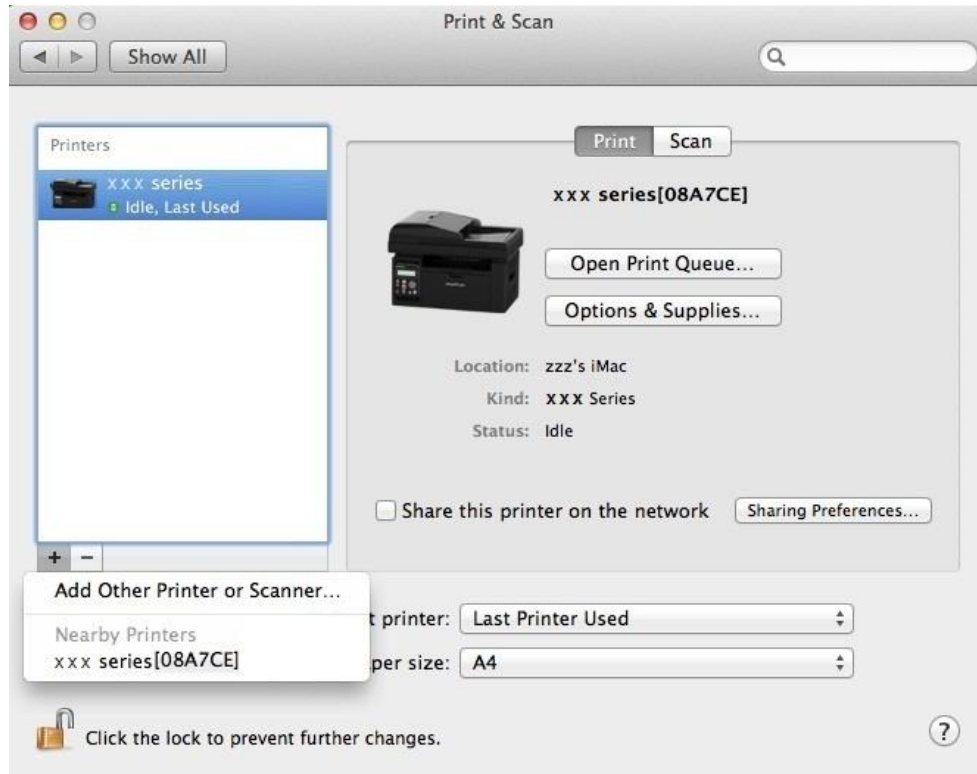 Print & Scan
Show All
Printers
xxx series
Idle, Last Used
Print Scan
xxx series[08A7CE]
Open Print Queue...
Options & Supplies...
Location: zzz's iMac
Kind: xxx Series
Status: Idle
Share this printer on the network Sharing Preferences...
+ −
Add Other Printer or Scanner...
Nearby Printers
xxx series[08A7CE]
t printer: Last Printer Used
per size: A4
Click the lock to prevent further changes.
?